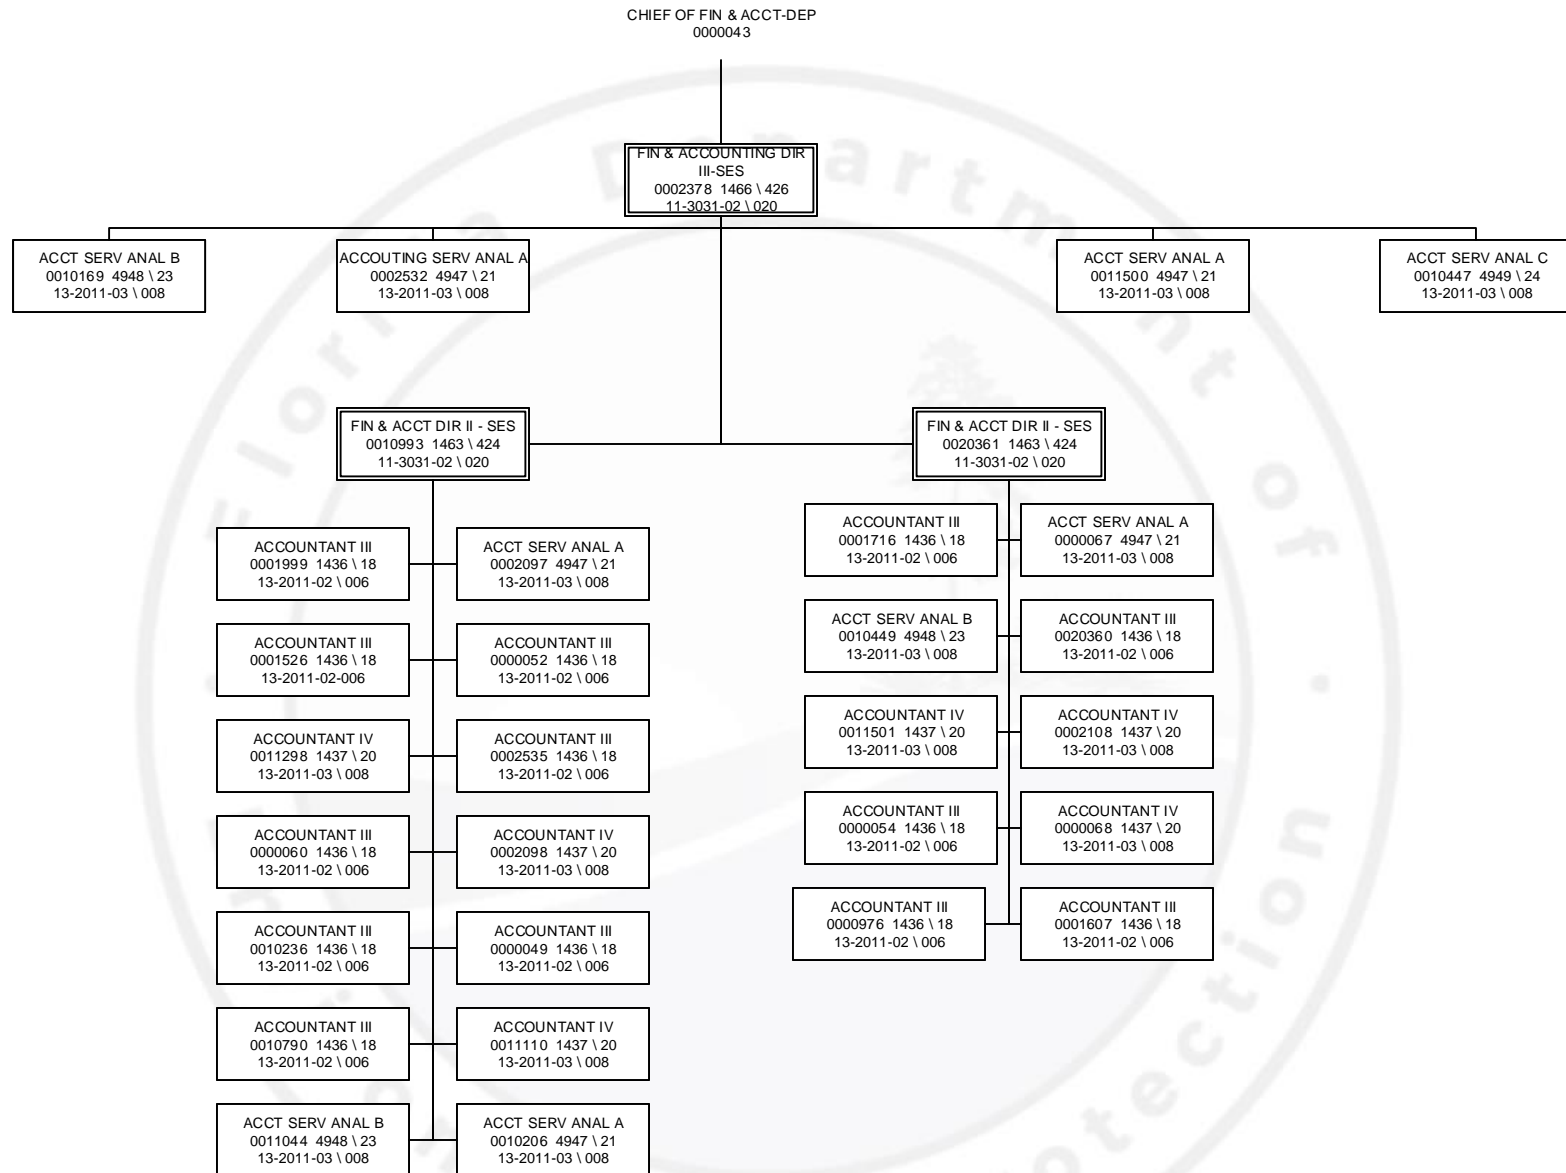 CHIEF OF FIN & ACCT-DEP
0000043
FIN & ACCOUNTING DIR
III-SES
0002378 1466 \ 426
11-3031-02 \ 020
ACCT SERV ANAL B
0010169 4948 \ 23
13-2011-03 \ 008
ACCOUTING SERV ANAL A
0002532 4947 \ 21
13-2011-03 \ 008
ACCT SERV ANAL A
0011500 4947 \ 21
13-2011-03 \ 008
ACCT SERV ANAL C
0010447 4949 \ 24
13-2011-03 \ 008
FIN & ACCT DIR II - SES
0010993 1463 \ 424
11-3031-02 \ 020
FIN & ACCT DIR II - SES
0020361 1463 \ 424
11-3031-02 \ 020
ACCOUNTANT III
0001999 1436 \ 18
13-2011-02 \ 006
ACCT SERV ANAL A
0002097 4947 \ 21
13-2011-03 \ 008
ACCOUNTANT III
0001526 1436 \ 18
13-2011-02-006
ACCOUNTANT III
0000052 1436 \ 18
13-2011-02 \ 006
ACCOUNTANT IV
0011298 1437 \ 20
13-2011-03 \ 008
ACCOUNTANT III
0002535 1436 \ 18
13-2011-02 \ 006
ACCOUNTANT III
0000060 1436 \ 18
13-2011-02 \ 006
ACCOUNTANT IV
0002098 1437 \ 20
13-2011-03 \ 008
ACCOUNTANT III
0010236 1436 \ 18
13-2011-02 \ 006
ACCOUNTANT III
0000049 1436 \ 18
13-2011-02 \ 006
ACCOUNTANT III
0010790 1436 \ 18
13-2011-02 \ 006
ACCOUNTANT IV
0011110 1437 \ 20
13-2011-03 \ 008
ACCT SERV ANAL B
0011044 4948 \ 23
13-2011-03 \ 008
ACCT SERV ANAL A
0010206 4947 \ 21
13-2011-03 \ 008
ACCOUNTANT III
0001716 1436 \ 18
13-2011-02 \ 006
ACCT SERV ANAL A
0000067 4947 \ 21
13-2011-03 \ 008
ACCT SERV ANAL B
0010449 4948 \ 23
13-2011-03 \ 008
ACCOUNTANT III
0020360 1436 \ 18
13-2011-02 \ 006
ACCOUNTANT IV
0011501 1437 \ 20
13-2011-03 \ 008
ACCOUNTANT IV
0002108 1437 \ 20
13-2011-03 \ 008
ACCOUNTANT III
0000054 1436 \ 18
13-2011-02 \ 006
ACCOUNTANT IV
0000068 1437 \ 20
13-2011-03 \ 008
ACCOUNTANT III
0000976 1436 \ 18
13-2011-02 \ 006
ACCOUNTANT III
0001607 1436 \ 18
13-2011-02 \ 006
Florida Department of